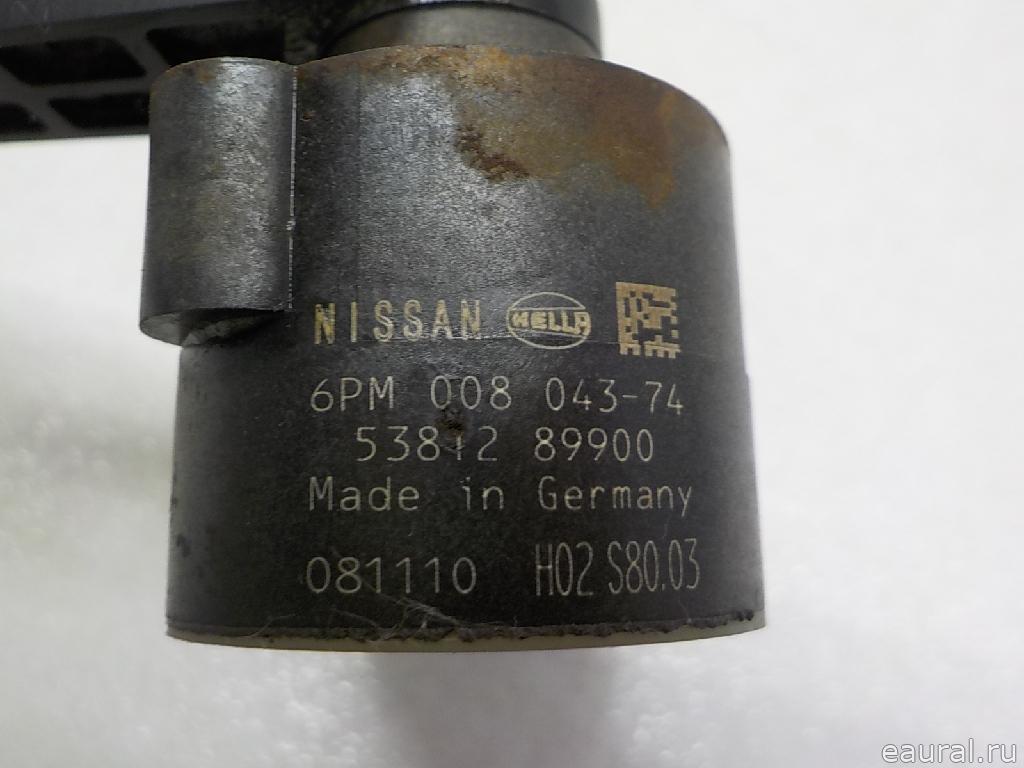 NISSAN HELLA
6PM 008 043-74
53812 89900
Made in Germany
081110 H02 S80.03
eaural.ru